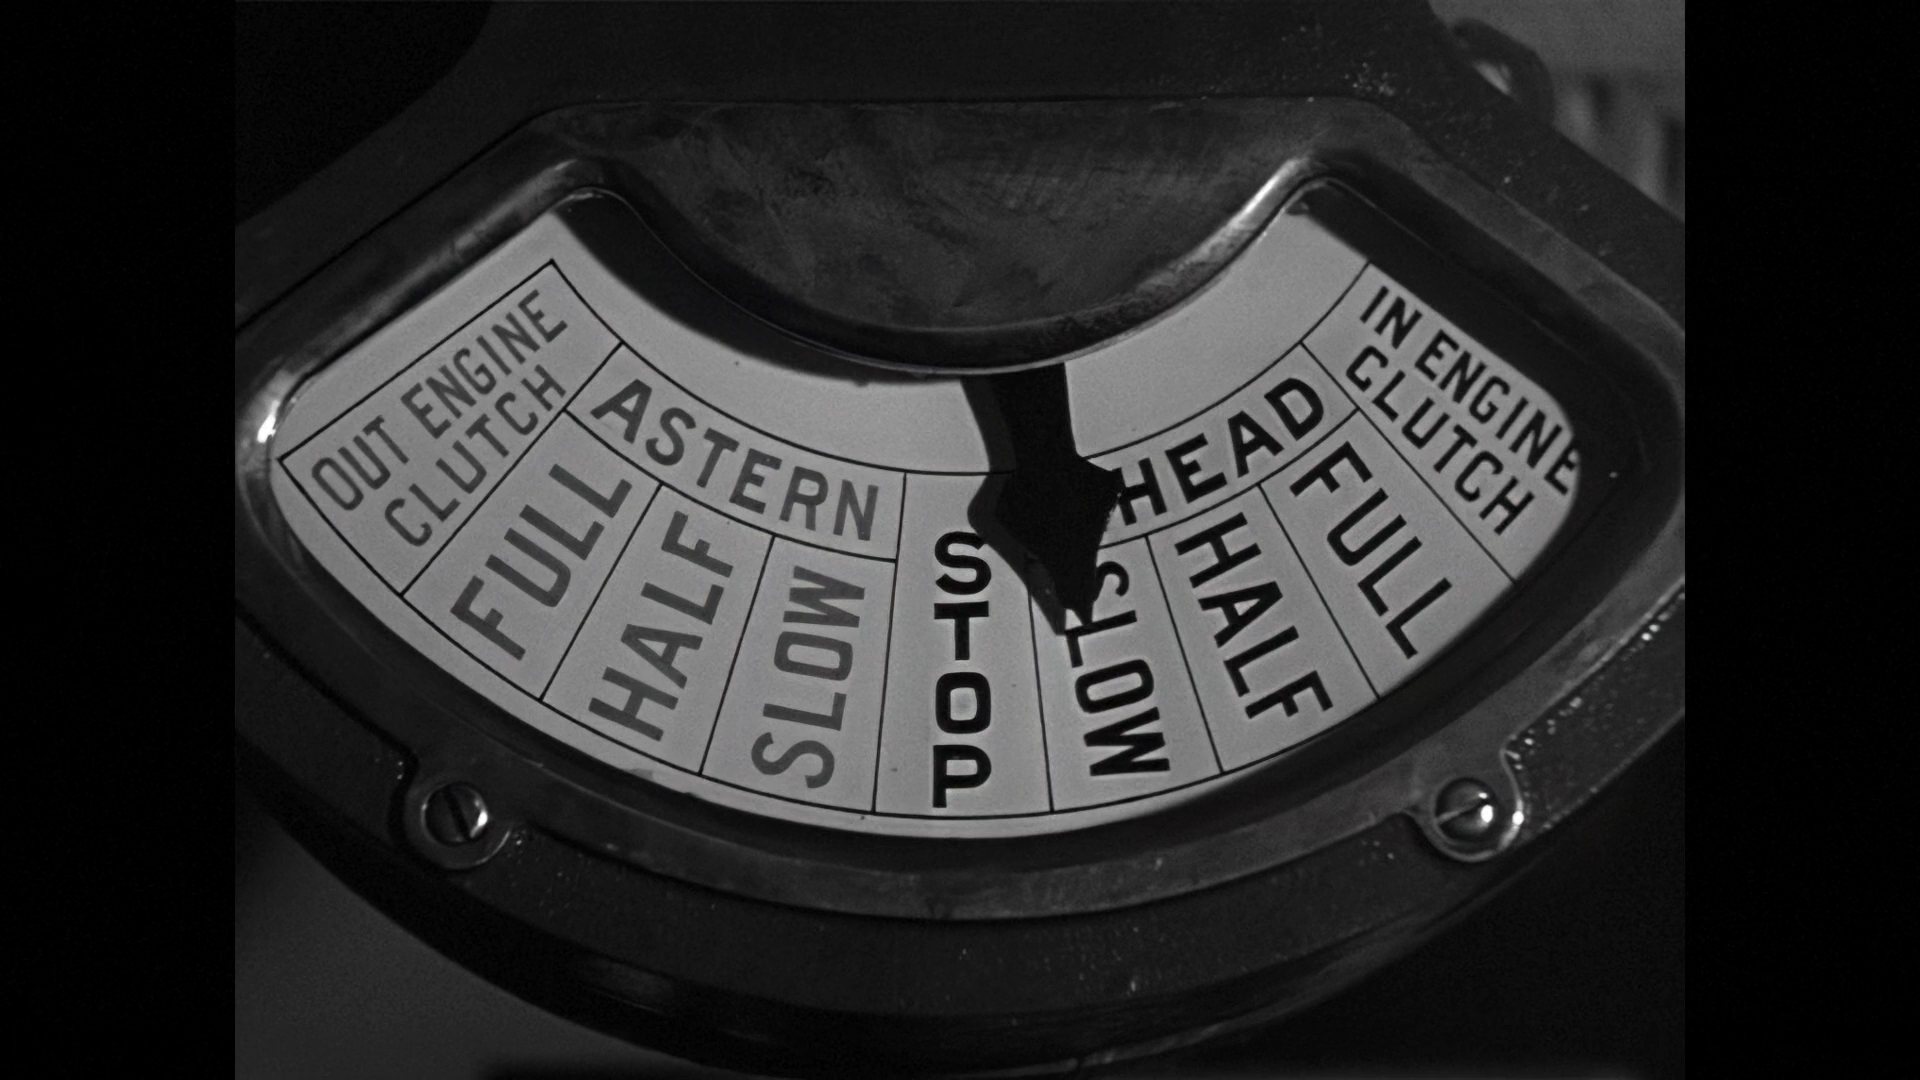 OUT ENGINE
CLUTCH
ASTERN
FULL
HALF
SLOW
STOP
HEAD
SLOW
HALF
FULL
IN ENGINE
CLUTCH